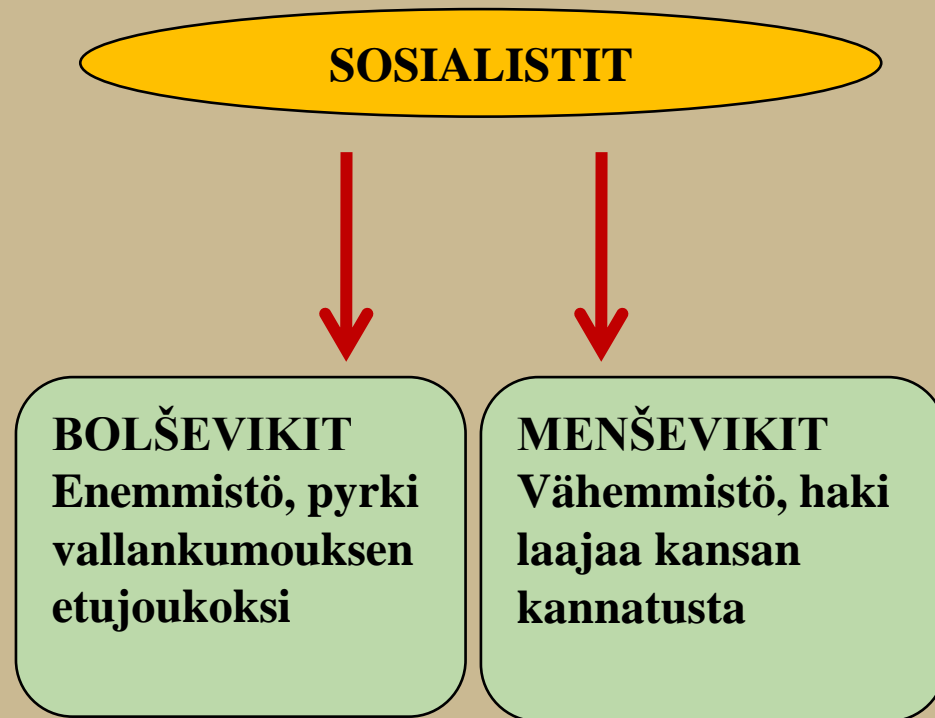 SOSIALISTIT
BOLŠEVIKIT
Enemmistö, pyrki
vallankumouksen
etujoukoksi
MENŠEVIKIT
Vähemmistö, haki
laajaa kansan
kannatusta